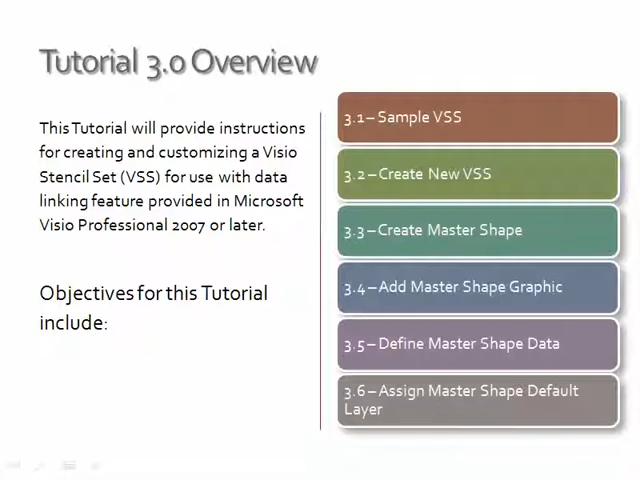 Tutorial 3.0 Overview
This Tutorial will provide instructions
for creating and customizing a Visio
Stencil Set (VSS) for use with data
linking feature provided in Microsoft
Visio Professional 2007 or later.
Objectives for this Tutorial
include:
3.1 – Sample VSS
3.2 – Create New VSS
3.3 – Create Master Shape
3.4 – Add Master Shape Graphic
3.5 – Define Master Shape Data
3.6 – Assign Master Shape Default
Layer